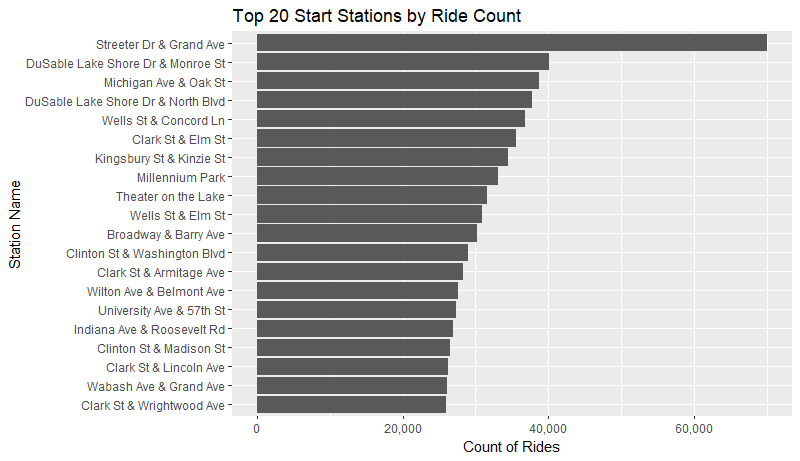 Top 20 Start Stations by Ride Count
Station Name
Streeter Dr & Grand Ave
DuSable Lake Shore Dr & Monroe St
Michigan Ave & Oak St
DuSable Lake Shore Dr & North Blvd
Wells St & Concord Ln
Clark St & Elm St
Kingsbury St & Kinzie St
Millennium Park
Theater on the Lake
Wells St & Elm St
Broadway & Barry Ave
Clinton St & Washington Blvd
Clark St & Armitage Ave
Wilton Ave & Belmont Ave
University Ave & 57th St
Indiana Ave & Roosevelt Rd
Clinton St & Madison St
Clark St & Lincoln Ave
Wabash Ave & Grand Ave
Clark St & Wrightwood Ave
0 20,000 40,000 60,000
Count of Rides